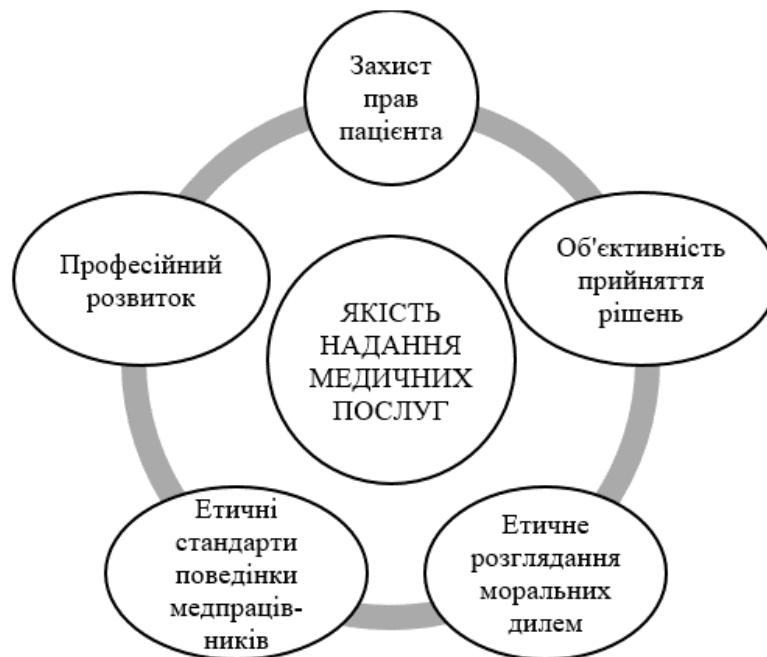 Захист
прав
пацієнта
Об'єктивність
прийняття
рішень
Етичне
розглядання
моральних
дилем
Етичні
стандарти
поведінки
медпраців-
ників
Професійний
розвиток
ЯКІСТЬ
НАДАННЯ
МЕДИЧНИХ
ПОСЛУГ